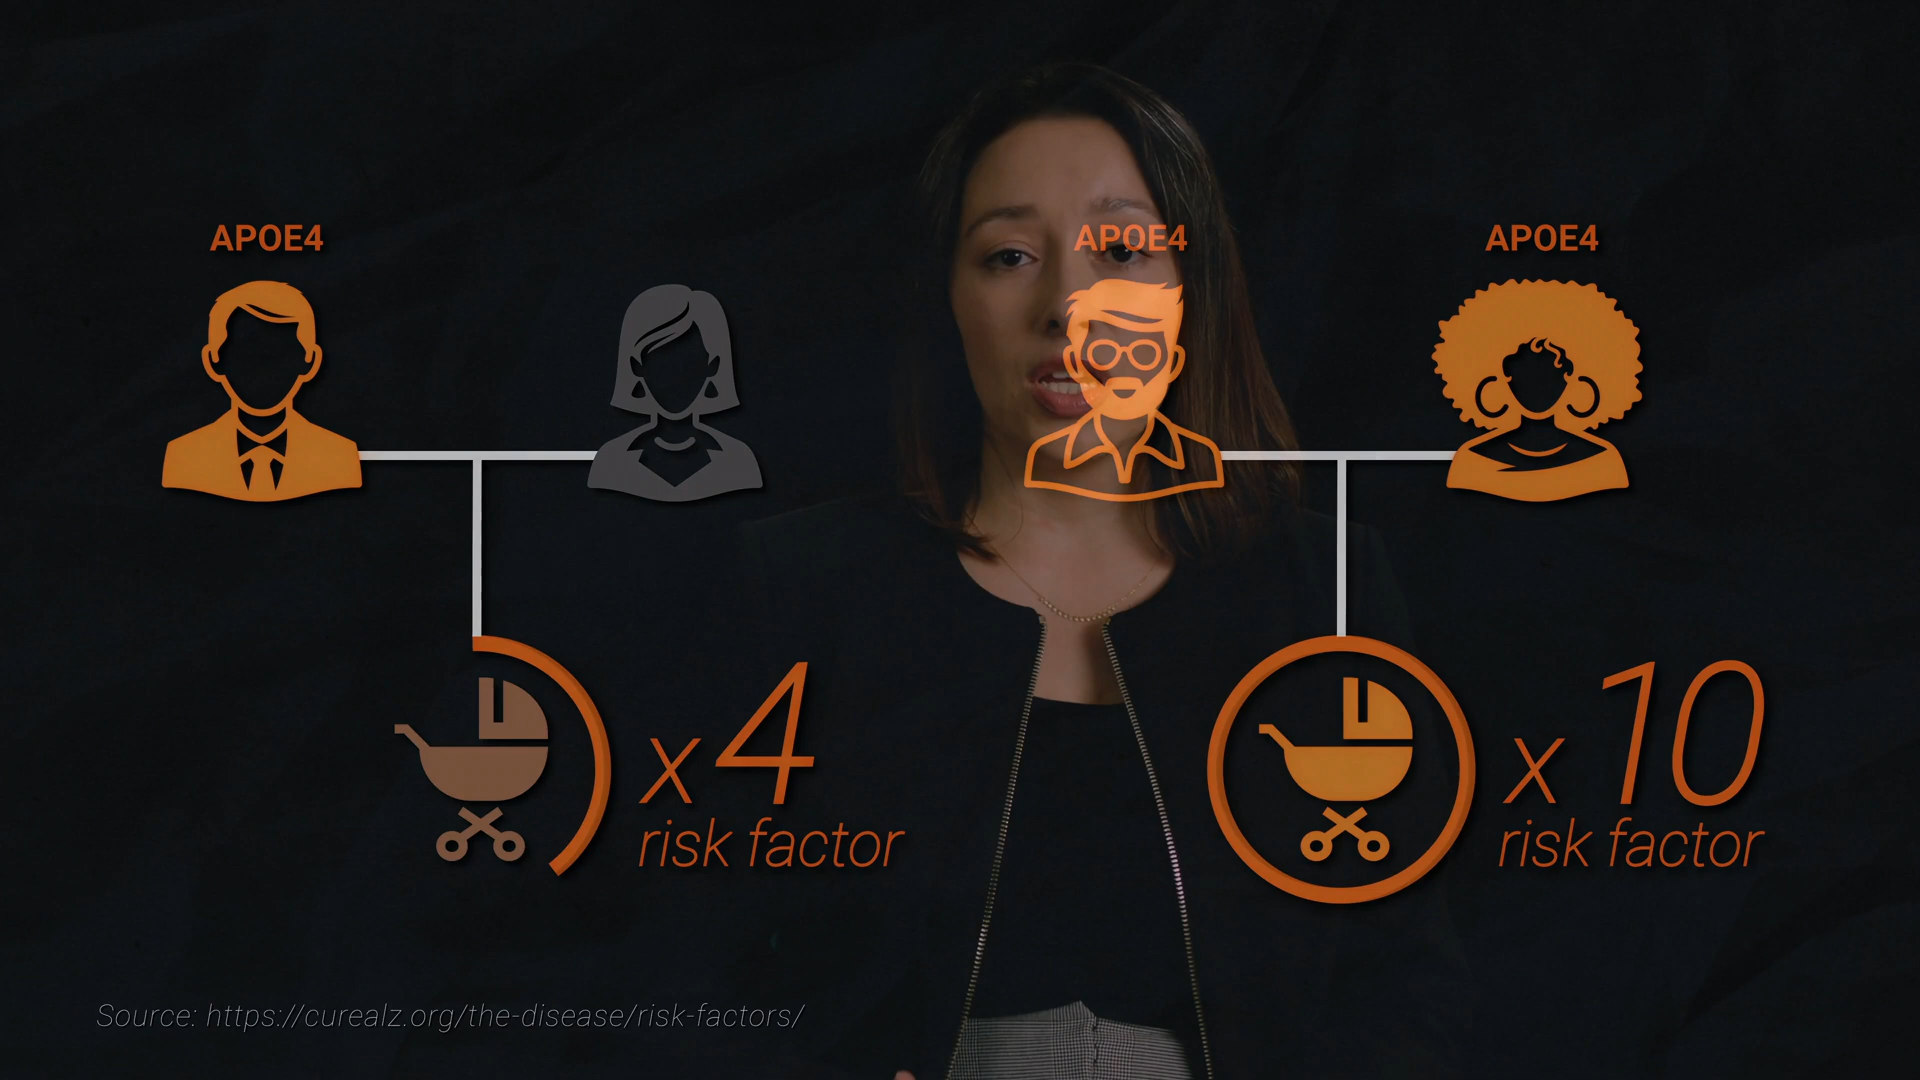 APOE4
APOE4
APOE4
x4
risk factor
x10
risk factor
Source: https://curealz.org/the-disease/risk-factors/